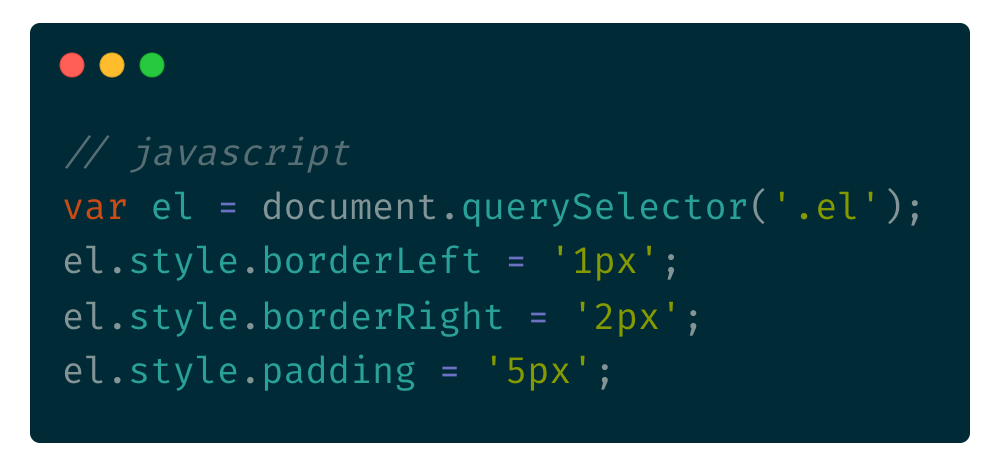 // javascript
var el = document.querySelector('.el');
el.style.borderLeft = '1px';
el.style.borderRight = '2px';
el.style.padding = '5px';